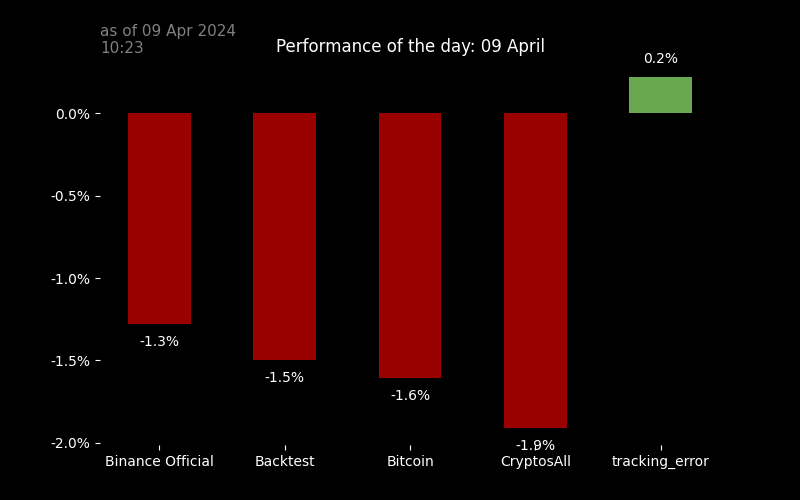 as of 09 Apr 2024
10:23
Performance of the day: 09 April
0.2%
0.0%
-0.5%
-1.0%
-1.5%
-2.0%
-1.3%
-1.5%
-1.6%
-1.9%
Binance Official
Backtest
Bitcoin
CryptosAll
tracking_error